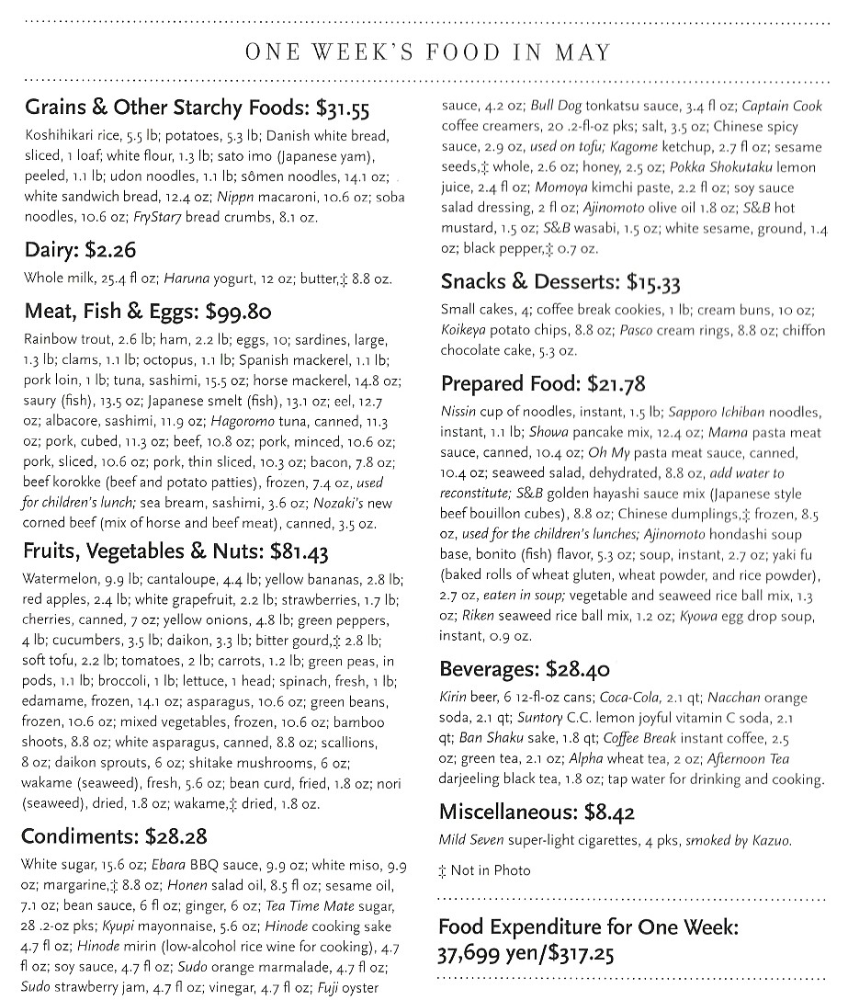 ONE WEEK'S FOOD IN MAY
Grains & Other Starchy Foods: $31.55
Koshihikari rice, 5.5 lb; potatoes, 5.3 lb; Danish white bread,
sliced, 1 loaf; white flour, 1.3 lb; sato imo (Japanese yam),
peeled, 1.1 lb; udon noodles, 1.1 lb; sômen noodles, 14.1 oz;
white sandwich bread, 12.4 oz; Nippn macaroni, 10.6 oz; soba
noodles, 10.6 oz; FryStar7 bread crumbs, 8.1 oz.
Dairy: $2.26
Whole milk, 25.4 fl oz; Haruna yogurt, 12 oz; butter,‡ 8.8 oz.
Meat, Fish & Eggs: $99.80
Rainbow trout, 2.6 lb; ham, 2.2 lb; eggs, 10; sardines, large,
1.3 lb; clams, 1.1 lb; octopus, 1.1 lb; Spanish mackerel, 1.1 lb;
pork loin, 1 lb; tuna, sashimi, 15.5 oz; horse mackerel, 14.8 oz;
saury (fish), 13.5 oz; Japanese smelt (fish), 13.1 oz; eel, 12.7
oz; albacore, sashimi, 11.9 oz; Hagoromo tuna, canned, 11.3
oz; pork, cubed, 11.3 oz; beef, 10.8 oz; pork, minced, 10.6 oz;
pork, sliced, 10.6 oz; pork, thin sliced, 10.3 oz; bacon, 7.8 oz;
beef korokke (beef and potato patties), frozen, 7.4 oz, used
for children's lunch; sea bream, sashimi, 3.6 oz; Nozaki's new
corned beef (mix of horse and beef meat), canned, 3.5 oz.
Fruits, Vegetables & Nuts: $81.43
Watermelon, 9.9 lb; cantaloupe, 4.4 lb; yellow bananas, 2.8 lb;
red apples, 2.4 lb; white grapefruit, 2.2 lb; strawberries, 1.7 lb;
cherries, canned, 7 oz; yellow onions, 4.8 lb; green peppers,
4 lb; cucumbers, 3.5 lb; daikon, 3.3 lb; bitter gourd,‡ 2.8 lb;
soft tofu, 2.2 lb; tomatoes, 2 lb; carrots, 1.2 lb; green peas, in
pods, 1.1 lb; broccoli, 1 lb; lettuce, 1 head; spinach, fresh, 1 lb;
edamame, frozen, 14.1 oz; asparagus, 10.6 oz; green beans,
frozen, 10.6 oz; mixed vegetables, frozen, 10.6 oz; bamboo
shoots, 8.8 oz; white asparagus, canned, 8.8 oz; scallions,
8 oz; daikon sprouts, 6 oz; shitake mushrooms, 6 oz;
wakame (seaweed), fresh, 5.6 oz; bean curd, fried, 1.8 oz; nori
(seaweed), dried, 1.8 oz; wakame,‡ dried, 1.8 oz.
Condiments: $28.28
White sugar, 15.6 oz; Ebara BBQ sauce, 9.9 oz; white miso, 9.9
oz; margarine,‡ 8.8 oz; Honen salad oil, 8.5 fl oz; sesame oil,
7.1 oz; bean sauce, 6 fl oz; ginger, 6 oz; Tea Time Mate sugar,
28 .2-oz pks; Kyupi mayonnaise, 5.6 oz; Hinode cooking sake
4.7 fl oz; Hinode mirin (low-alcohol rice wine for cooking), 4.7
fl oz; soy sauce, 4.7 fl oz; Sudo orange marmalade, 4.7 fl oz;
Sudo strawberry jam, 4.7 fl oz; vinegar, 4.7 fl oz; Fuji oyster
sauce, 4.2 oz; Bull Dog tonkatsu sauce, 3.4 fl oz; Captain Cook
coffee creamers, 20 .2-fl-oz pks; salt, 3.5 oz; Chinese spicy
sauce, 2.9 oz, used on tofu; Kagome ketchup, 2.7 fl oz; sesame
seeds,‡ whole, 2.6 oz; honey, 2.5 oz; Pokka Shokutaku lemon
juice, 2.4 fl oz; Momoya kimchi paste, 2.2 fl oz; soy sauce
salad dressing, 2 fl oz; Ajinomoto olive oil 1.8 oz; S&B hot
mustard, 1.5 oz; S&B wasabi, 1.5 oz; white sesame, ground, 1.4
oz; black pepper,‡ 0.7 oz.
Snacks & Desserts: $15.33
Small cakes, 4; coffee break cookies, 1 lb; cream buns, 10 oz;
Koikeya potato chips, 8.8 oz; Pasco cream rings, 8.8 oz; chiffon
chocolate cake, 5.3 oz.
Prepared Food: $21.78
Nissin cup of noodles, instant, 1.5 lb; Sapporo Ichiban noodles,
instant, 1.1 lb; Showa pancake mix, 12.4 oz; Mama pasta meat
sauce, canned, 10.4 oz; Oh My pasta meat sauce, canned,
10.4 oz; seaweed salad, dehydrated, 8.8 oz, add water to
reconstitute; S&B golden hayashi sauce mix (Japanese style
beef bouillon cubes), 8.8 oz; Chinese dumplings,‡ frozen, 8.5
oz, used for the children's lunches; Ajinomoto hondashi soup
base, bonito (fish) flavor, 5.3 oz; soup, instant, 2.7 oz; yaki fu
(baked rolls of wheat gluten, wheat powder, and rice powder),
2.7 oz, eaten in soup; vegetable and seaweed rice ball mix, 1.3
oz; Riken seaweed rice ball mix, 1.2 oz; Kyowa egg drop soup,
instant, 0.9 oz.
Beverages: $28.40
Kirin beer, 6 12-fl-oz cans; Coca-Cola, 2.1 qt; Nacchan orange
soda, 2.1 qt; Suntory C.C. lemon joyful vitamin C soda, 2.1
qt; Ban Shaku sake, 1.8 qt; Coffee Break instant coffee, 2.5
oz; green tea, 2.1 oz; Alpha wheat tea, 2 oz; Afternoon Tea
darjeeling black tea, 1.8 oz; tap water for drinking and cooking.
Miscellaneous: $8.42
Mild Seven super-light cigarettes, 4 pks, smoked by Kazuo.
‡ Not in Photo
Food Expenditure for One Week:
37,699 yen/$317.25